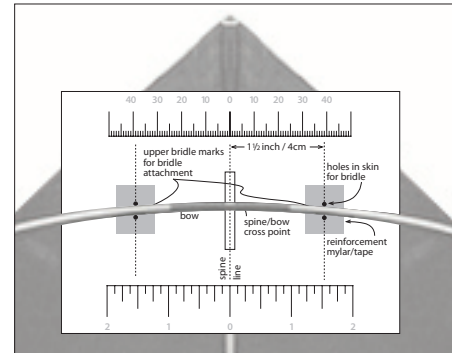 40 30 20 10 0 10 20 30 40
1 ½ inch / 4cm
upper bridle marks
for bridle
attachment
holes in skin
for bridle
bow
spine/bow
cross point
reinforcement
mylar/tape
spine
line
2 1 0 1 2